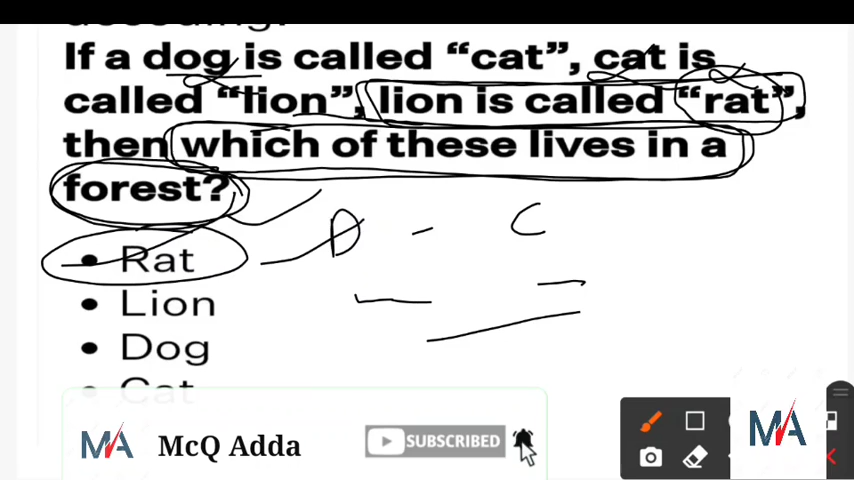 If a dog is called “cat”, cat is
called “lion”, lion is called “rat”,
then which of these lives in a
forest?
D - C
• Rat
• Lion
• Dog
• Cat
MA McQ Adda SUBSCRIBED
MA